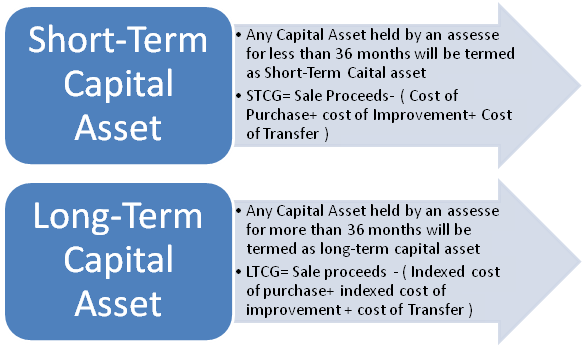 Short-Term
Capital
Asset
• Any Capital Asset held by an assesse
for less than 36 months will be termed
as Short-Term Caital asset
• STCG= Sale Proceeds- ( Cost of
Purchase+ cost of Improvement+ Cost
of Transfer )
Long-Term
Capital
Asset
• Any Capital Asset held by an assesse
for more than 36 months will be
termed as long-term capital asset
• LTCG= Sale proceeds - ( Indexed cost
of purchase+ indexed cost of
improvement + cost of Transfer )